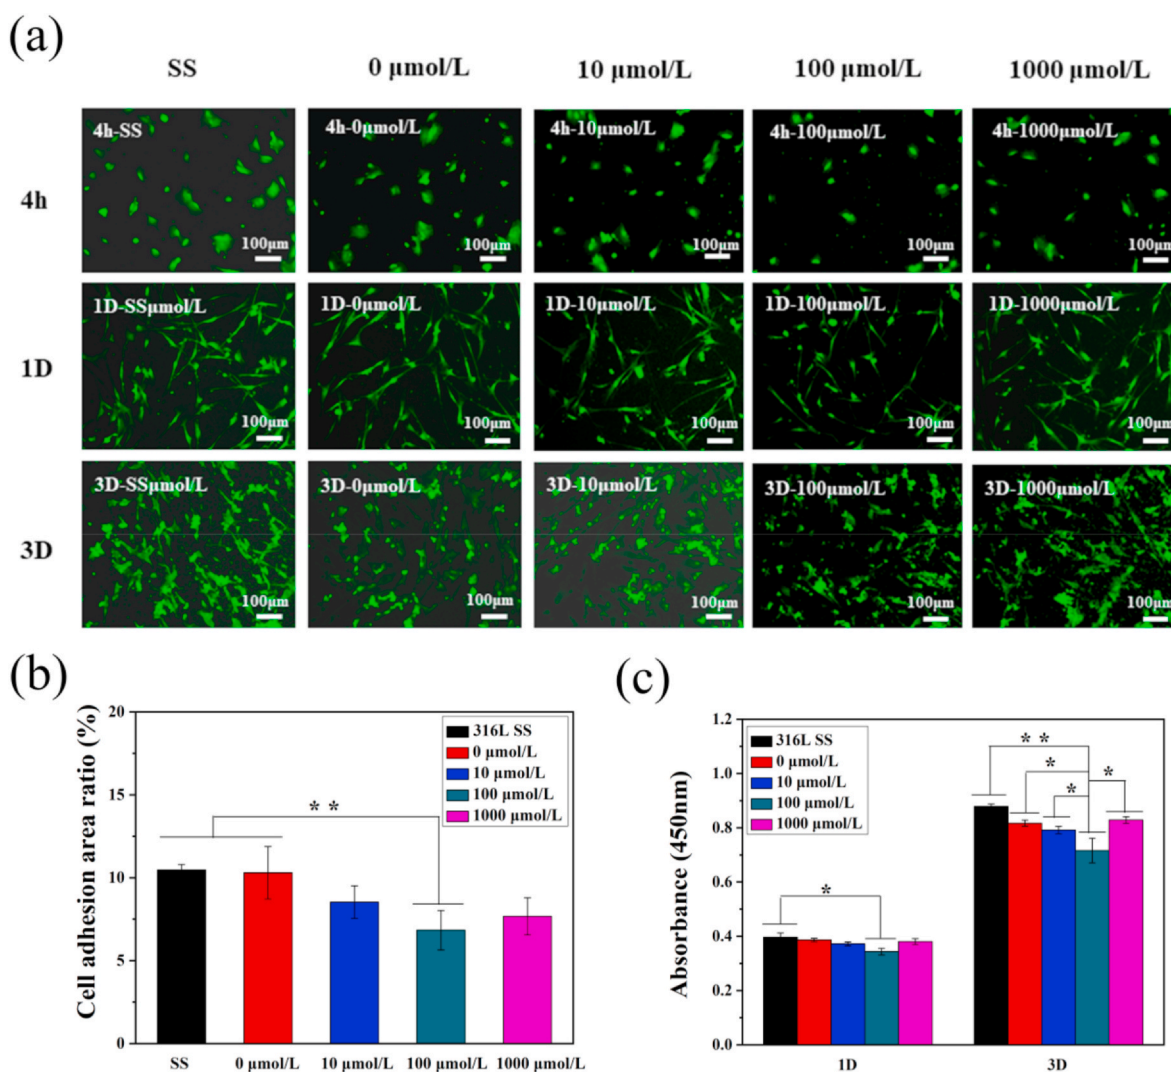 (a)
SS 0 μmol/L 10 μmol/L 100 μmol/L 1000 μmol/L
4h
4h-SS 4h-0μmol/L 4h-10μmol/L 4h-100μmol/L 4h-1000μmol/L
100μm 100μm 100μm 100μm 100μm
1D
1D-SSμmol/L 1D-0μmol/L 1D-10μmol/L 1D-100μmol/L 1D-1000μmol/L
100μm 100μm 100μm 100μm 100μm
3D
3D-SSμmol/L 3D-0μmol/L 3D-10μmol/L 3D-100μmol/L 3D-1000μmol/L
100μm 100μm 100μm 100μm 100μm
(b)
Cell adhesion area ratio (%)
20
15
10
5
0
316L SS
0 μmol/L
10 μmol/L
100 μmol/L
1000 μmol/L
* *
SS 0 μmol/L 10 μmol/L 100 μmol/L 1000 μmol/L
(c)
Absorbance (450nm)
1.2
1.0
0.8
0.6
0.4
0.2
0.0
316L SS
0 μmol/L
10 μmol/L
100 μmol/L
1000 μmol/L
*
* *
*
*
*
1D 3D